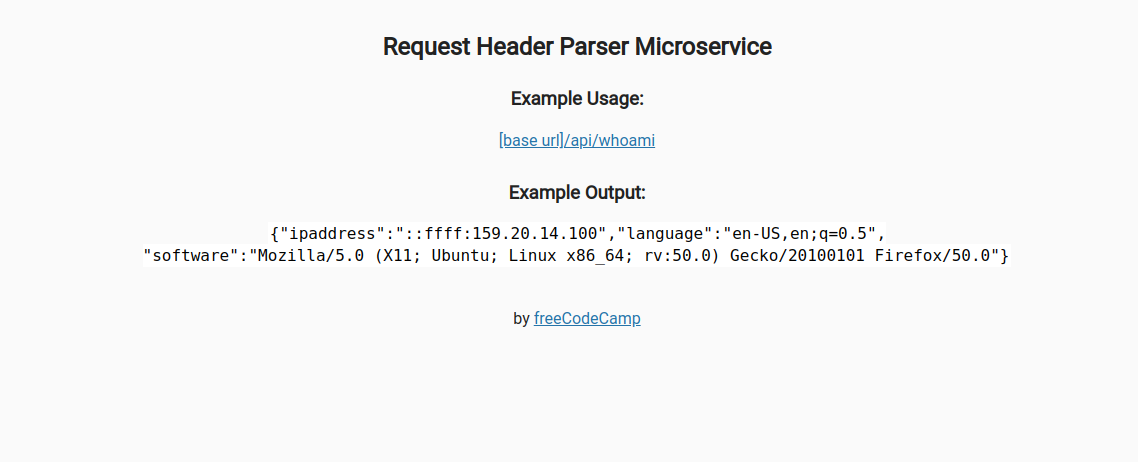 Request Header Parser Microservice
Example Usage:
[base url]/api/whoami
Example Output:
{"ipaddress":"::ffff:159.20.14.100","language":"en-US,en;q=0.5",
"software":"Mozilla/5.0 (X11; Ubuntu; Linux x86_64; rv:50.0) Gecko/20100101 Firefox/50.0"}
by freeCodeCamp